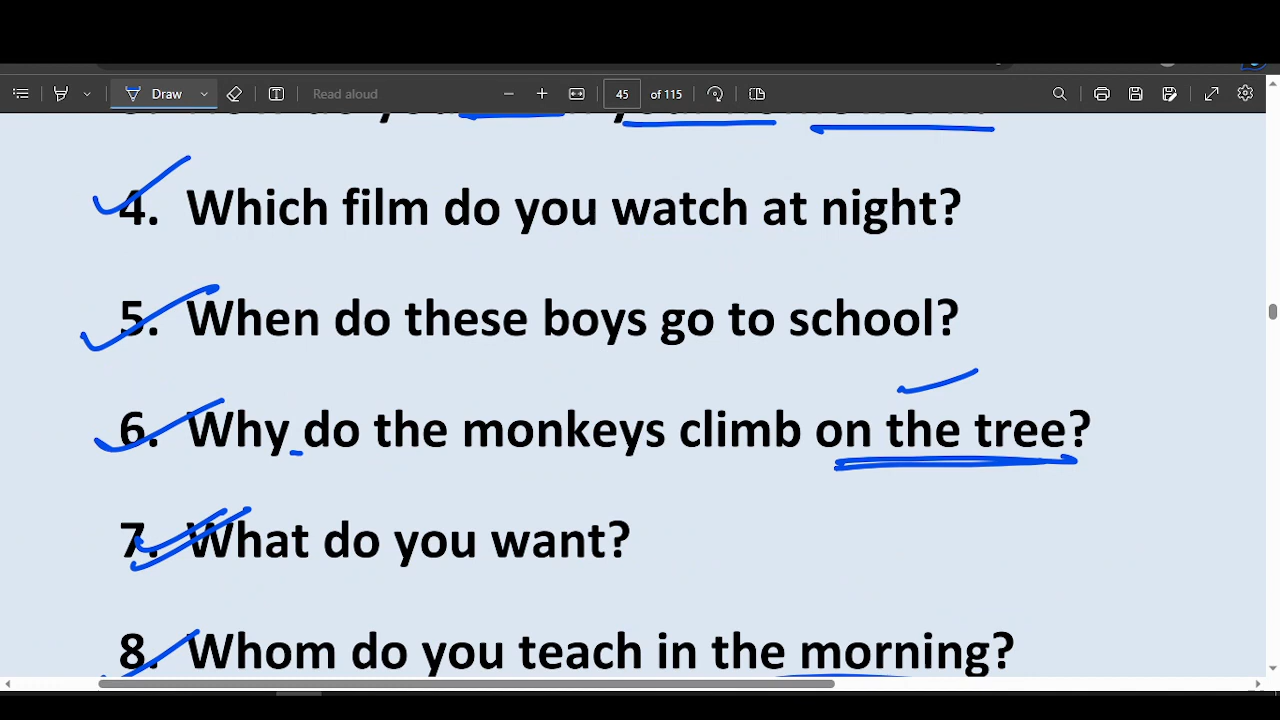 Draw
Read aloud
45 of 115
4. Which film do you watch at night?
5. When do these boys go to school?
6. Why do the monkeys climb on the tree?
7. What do you want?
8. Whom do you teach in the morning?